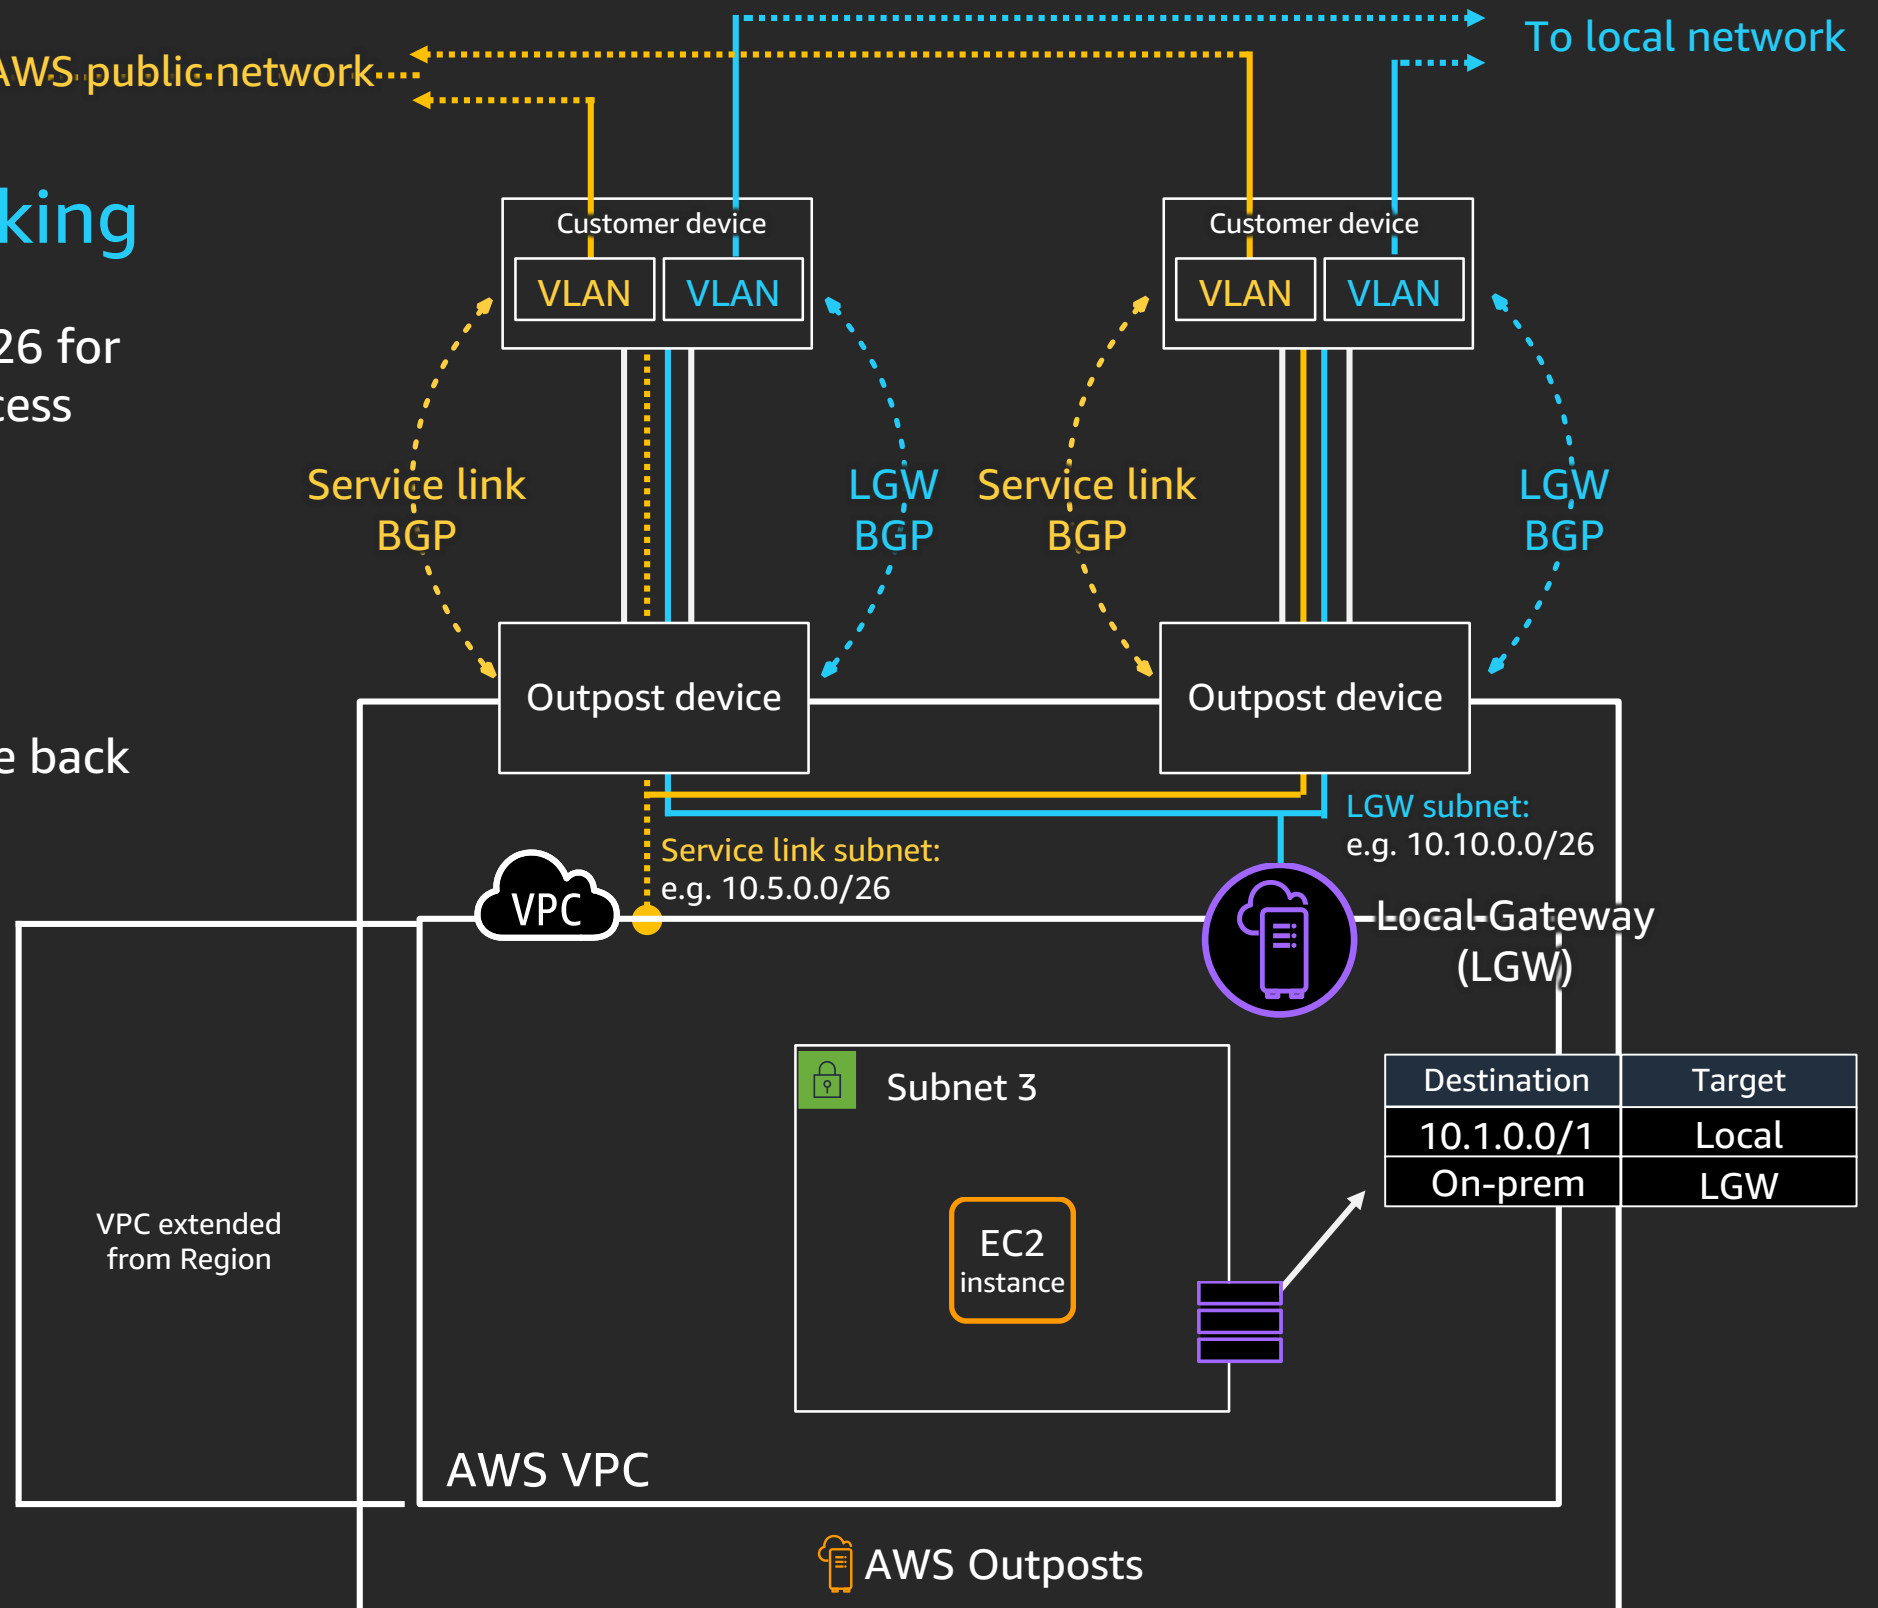 To local network
AWS public network
king
Customer device
VLAN
VLAN
Customer device
VLAN
VLAN
26 for
cess
Service link
BGP
LGW
BGP
Service link
BGP
LGW
BGP
Outpost device
Outpost device
e back
LGW subnet:
e.g. 10.10.0.0/26
Service link subnet:
e.g. 10.5.0.0/26
VPC
Local Gateway
(LGW)
Subnet 3
Destination
Target
10.1.0.0/1
Local
On-prem
LGW
VPC extended
from Region
EC2
instance
AWS VPC
AWS Outposts